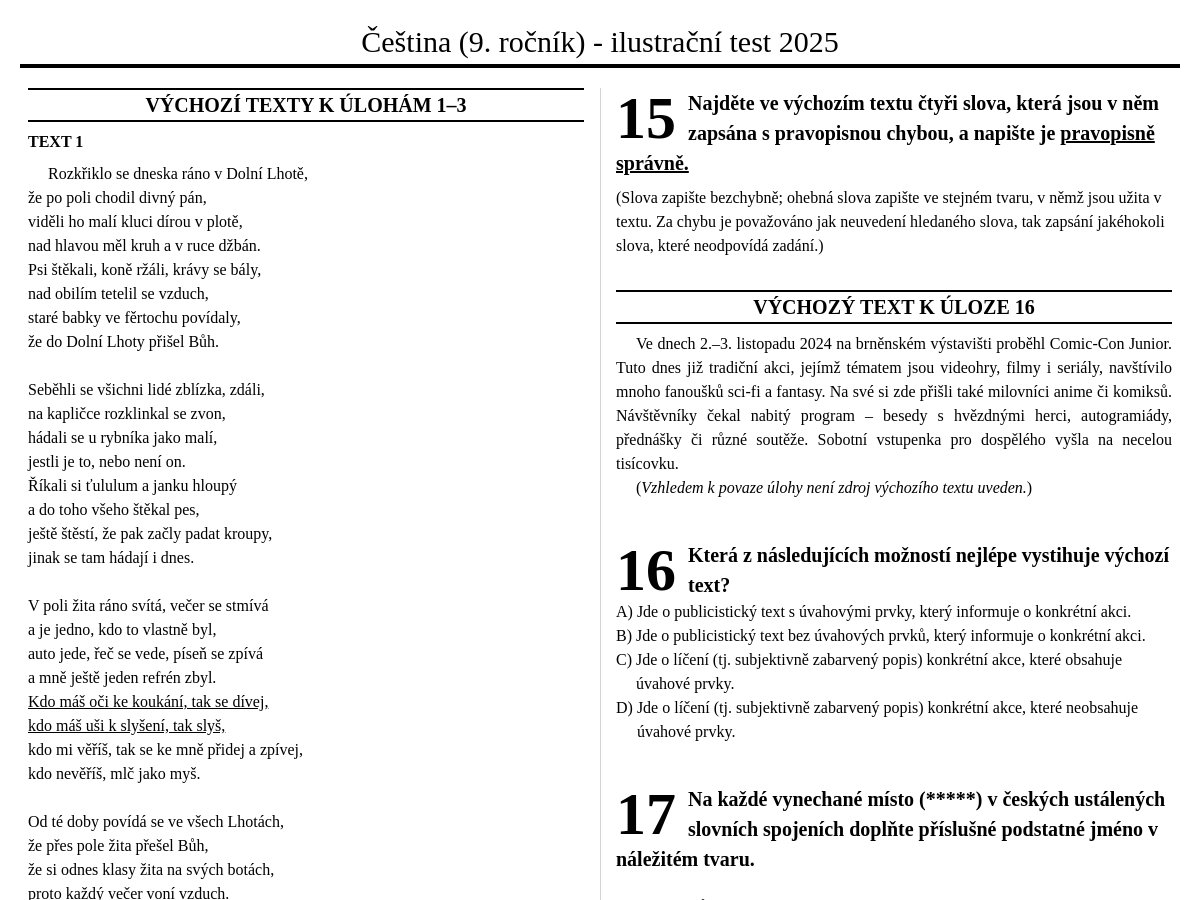 Čeština (9. ročník) - ilustrační test 2025
VÝCHOZÍ TEXTY K ÚLOHÁM 1–3
TEXT 1
Rozkřiklo se dneska ráno v Dolní Lhotě,
že po poli chodil divný pán,
viděli ho malí kluci dírou v plotě,
nad hlavou měl kruh a v ruce džbán.
Psi štěkali, koně ržáli, krávy se bály,
nad obilím tetelil se vzduch,
staré babky ve fěrtochu povídaly,
že do Dolní Lhoty přišel Bůh.
Seběhli se všichni lidé zblízka, zdáli,
na kapličce rozklinkal se zvon,
hádali se u rybníka jako malí,
jestli je to, nebo není on.
Říkali si ťululum a janku hloupý
a do toho všeho štěkal pes,
ještě štěstí, že pak začly padat kroupy,
jinak se tam hádají i dnes.
V poli žita ráno svítá, večer se stmívá
a je jedno, kdo to vlastně byl,
auto jede, řeč se vede, píseň se zpívá
a mně ještě jeden refrén zbyl.
Kdo máš oči ke koukání, tak se dívej,
kdo máš uši k slyšení, tak slyš,
kdo mi věříš, tak se ke mně přidej a zpívej,
kdo nevěříš, mlč jako myš.
Od té doby povídá se ve všech Lhotách,
že přes pole žita přešel Bůh,
že si odnes klasy žita na svých botách,
proto každý večer voní vzduch.
15 Najděte ve výchozím textu čtyři slova, která jsou v něm
zapsána s pravopisnou chybou, a napište je pravopisně
správně.
(Slova zapište bezchybně; ohebná slova zapište ve stejném tvaru, v němž jsou užita v
textu. Za chybu je považováno jak neuvedení hledaného slova, tak zapsání jakéhokoli
slova, které neodpovídá zadání.)
VÝCHOZÝ TEXT K ÚLOZE 16
Ve dnech 2.–3. listopadu 2024 na brněnském výstavišti proběhl Comic-Con Junior.
Tuto dnes již tradiční akci, jejímž tématem jsou videohry, filmy i seriály, navštívilo
mnoho fanoušků sci-fi a fantasy. Na své si zde přišli také milovníci anime či komiksů.
Návštěvníky čekal nabitý program – besedy s hvězdnými herci, autogramiády,
přednášky či různé soutěže. Sobotní vstupenka pro dospělého vyšla na necelou
tisícovku.
(Vzhledem k povaze úlohy není zdroj výchozího textu uveden.)
16 Která z následujících možností nejlépe vystihuje výchozí
text?
A) Jde o publicistický text s úvahovými prvky, který informuje o konkrétní akci.
B) Jde o publicistický text bez úvahových prvků, který informuje o konkrétní akci.
C) Jde o líčení (tj. subjektivně zabarvený popis) konkrétní akce, které obsahuje
úvahové prvky.
D) Jde o líčení (tj. subjektivně zabarvený popis) konkrétní akce, které neobsahuje
úvahové prvky.
17 Na každé vynechané místo (*****) v českých ustálených
slovních spojeních doplňte příslušné podstatné jméno v
náležitém tvaru.